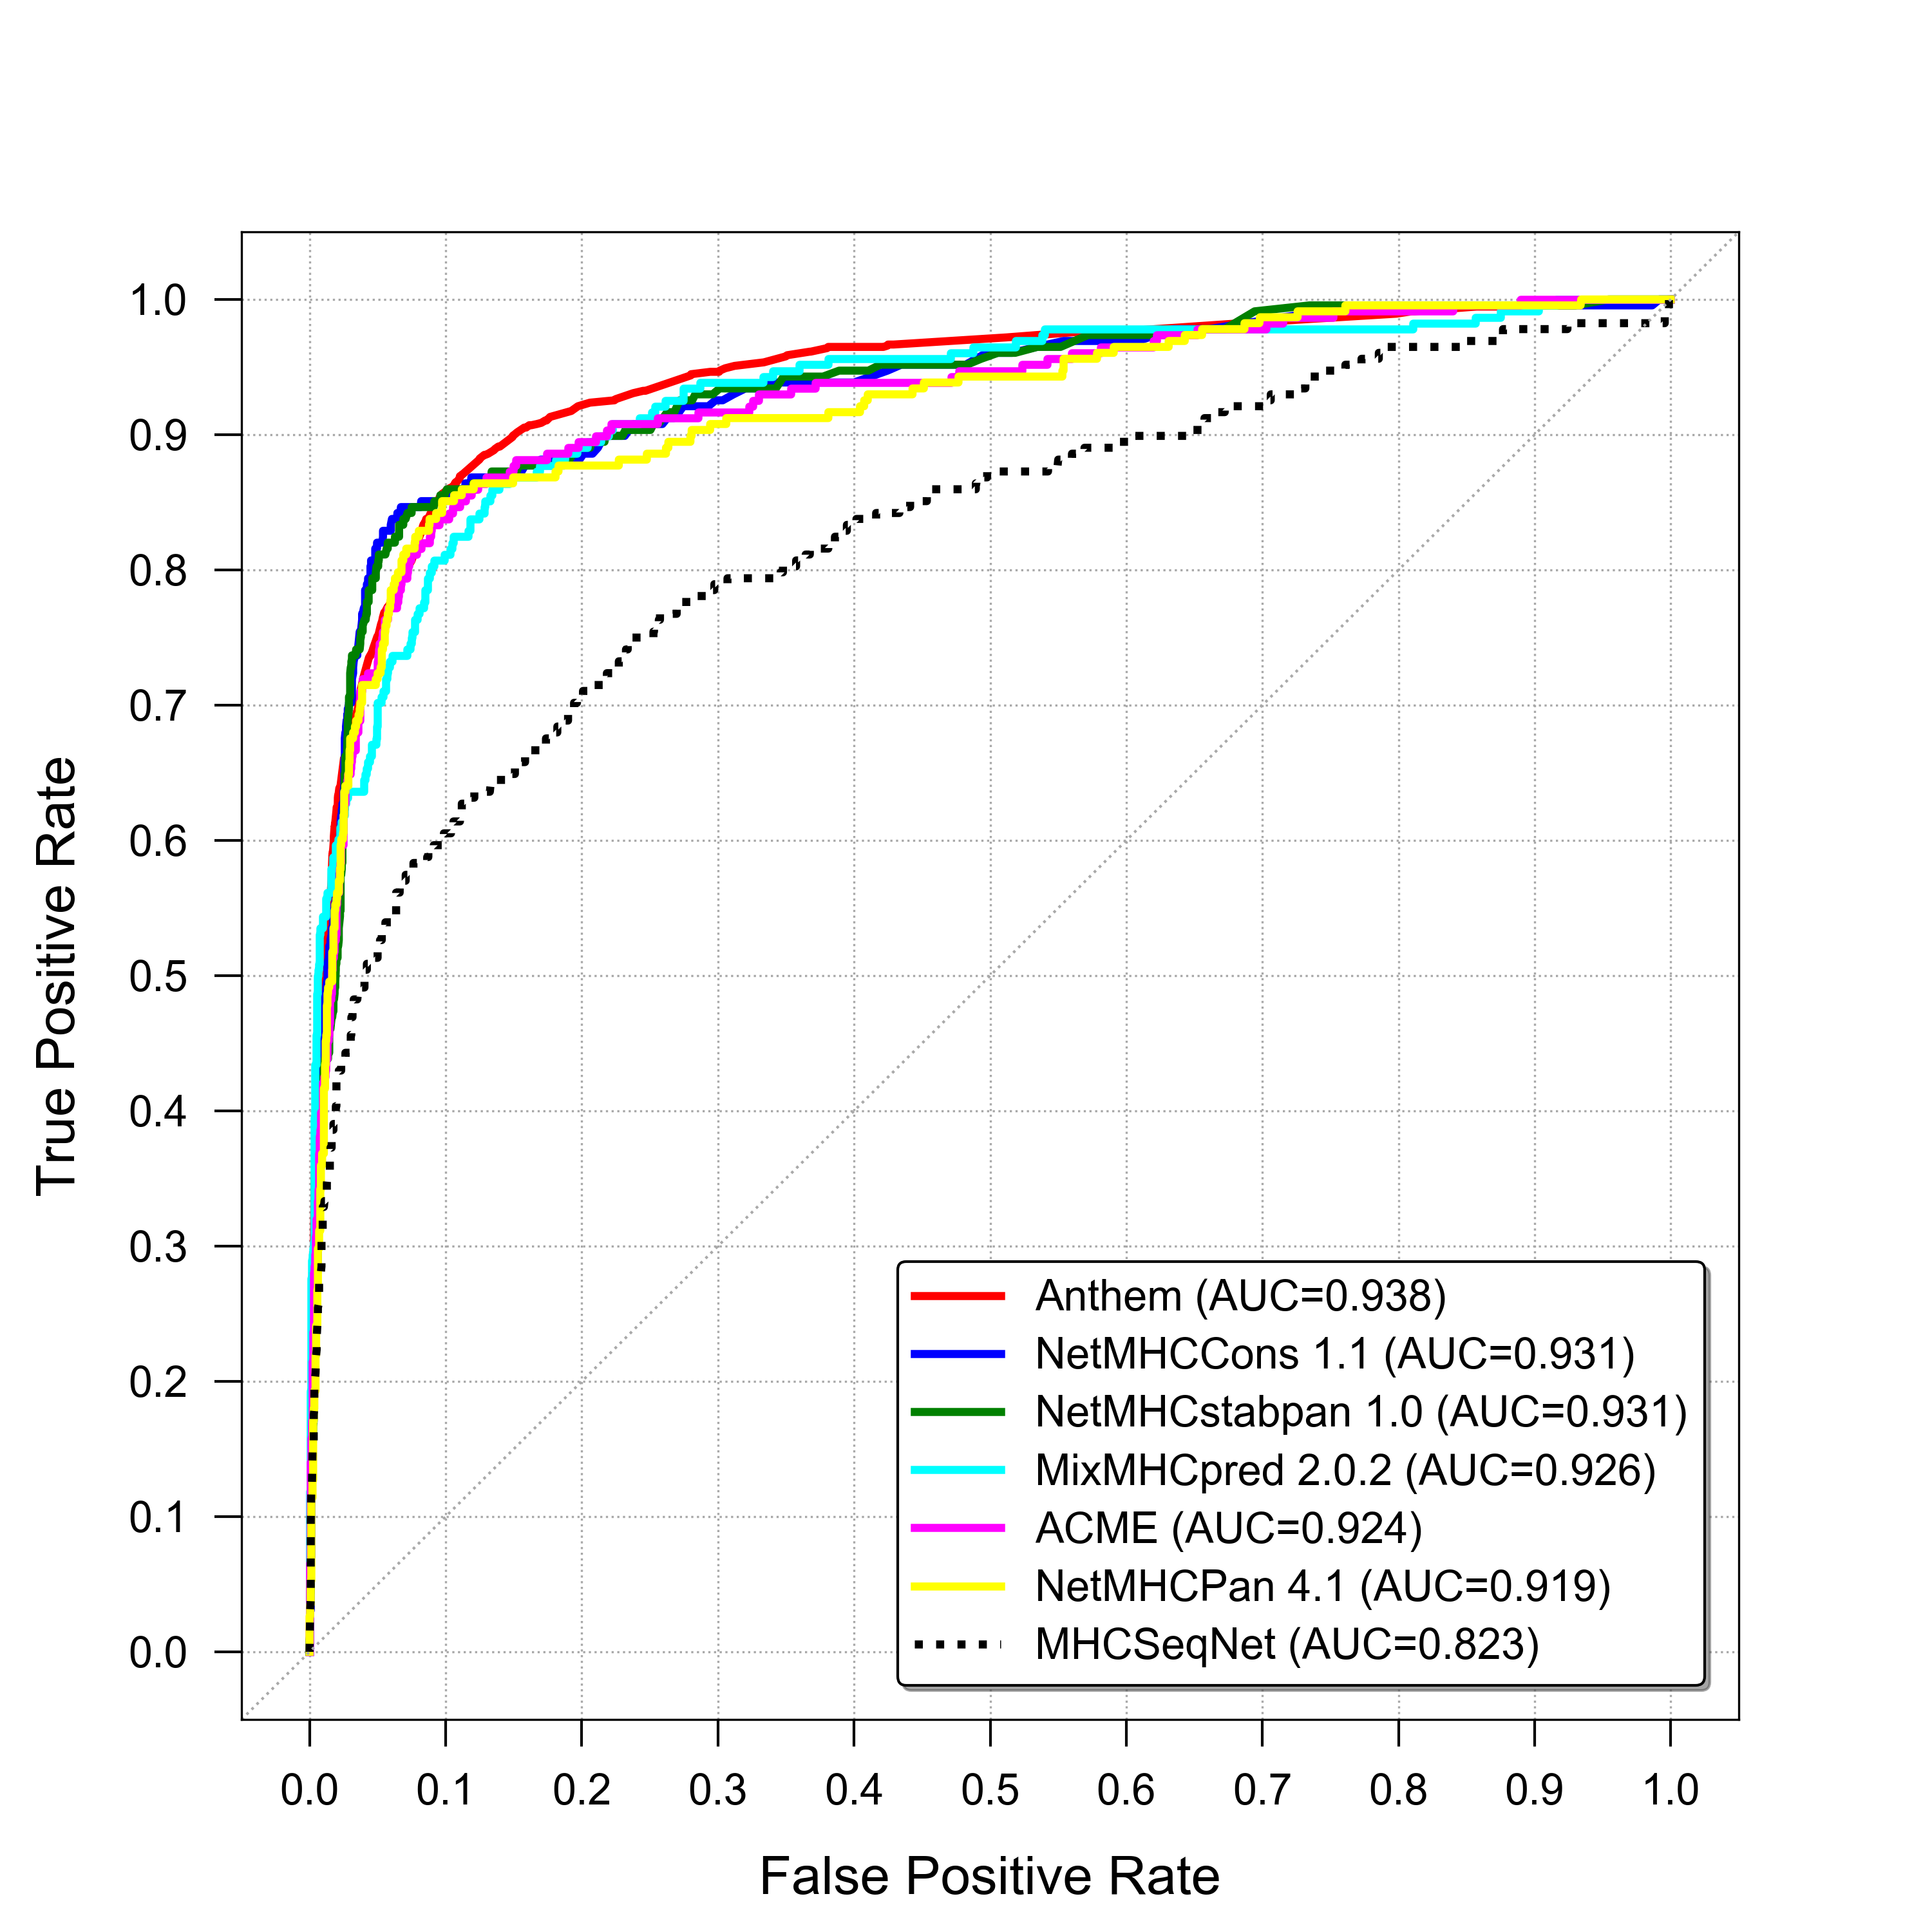 1.0
0.9
0.8
0.7
0.6
0.5
0.4
0.3
0.2
0.1
0.0
True Positive Rate
Anthem (AUC=0.938)
NetMHCCons 1.1 (AUC=0.931)
NetMHCstabpan 1.0 (AUC=0.931)
MixMHCpred 2.0.2 (AUC=0.926)
ACME (AUC=0.924)
NetMHCPan 4.1 (AUC=0.919)
MHCSeqNet (AUC=0.823)
0.0 0.1 0.2 0.3 0.4 0.5 0.6 0.7 0.8 0.9 1.0
False Positive Rate